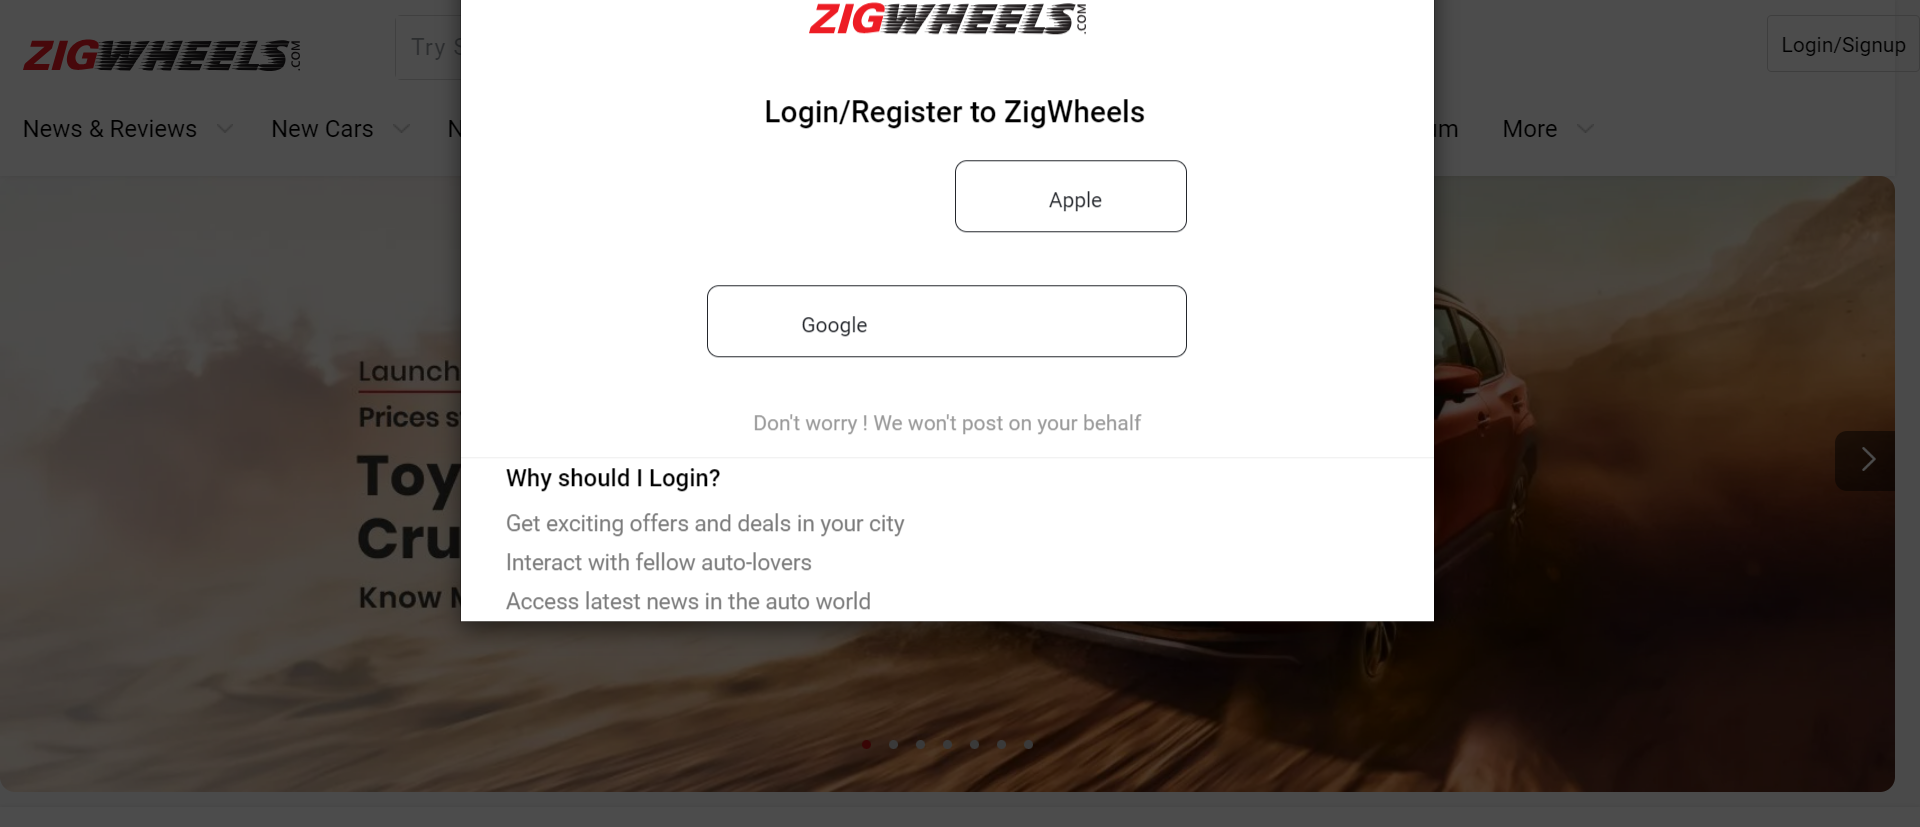 ZIGWHEELS.COM
Try
Login/Signup
News & Reviews
New Cars
More
ZIGWHEELS.COM
Login/Register to ZigWheels
Apple
Google
Don't worry ! We won't post on your behalf
Why should I Login?
Get exciting offers and deals in your city
Interact with fellow auto-lovers
Access latest news in the auto world
Launch
Prices
Know